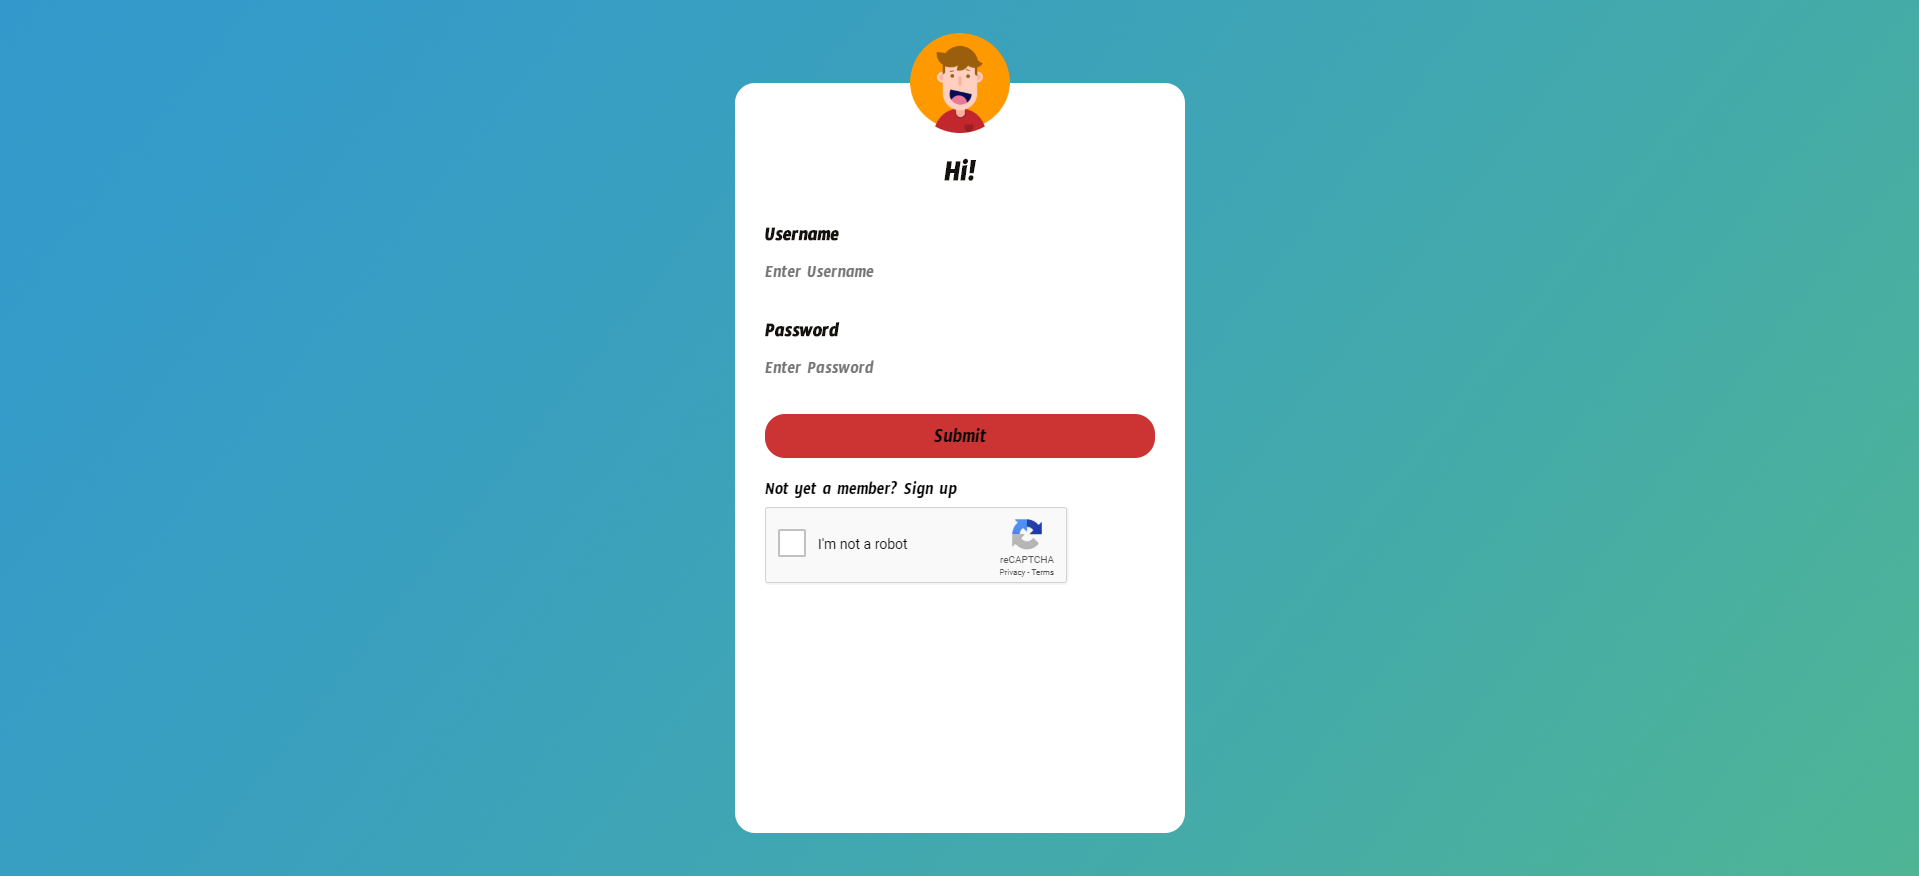 Hi!
Username
Enter Username
Password
Enter Password
Submit
Not yet a member? Sign up
I'm not a robot
reCAPTCHA
Privacy - Terms